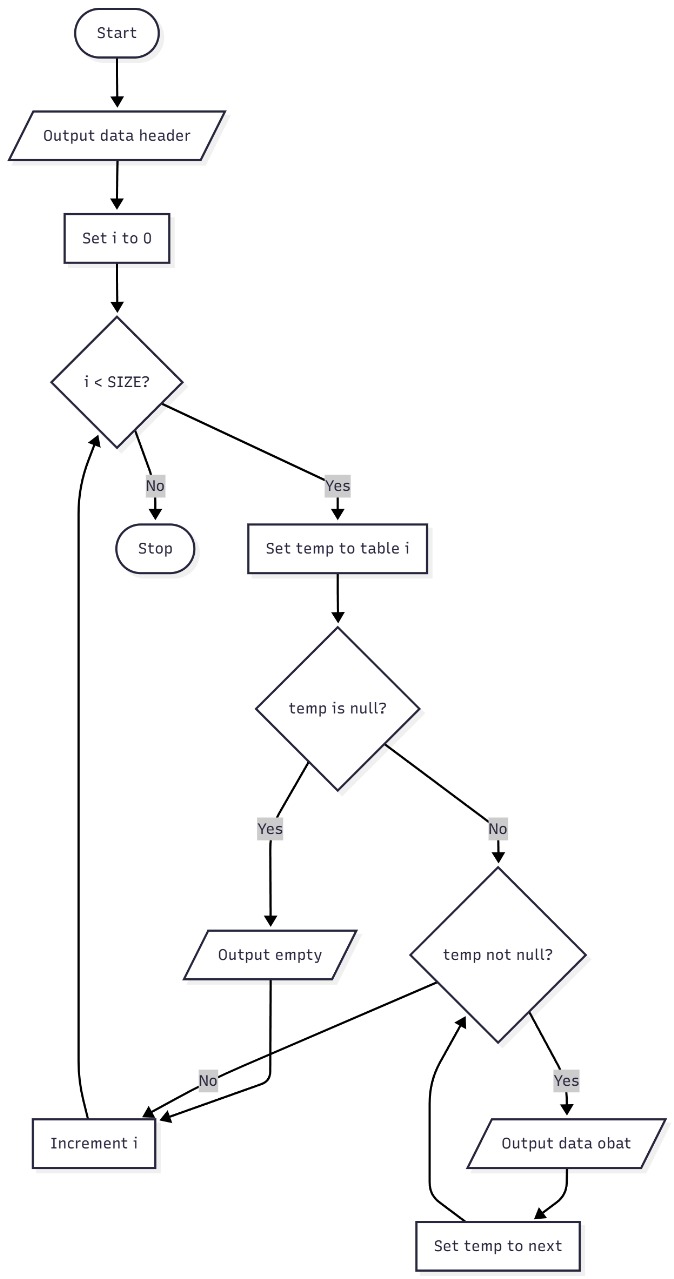 Start
Output data header
Set i to 0
i < SIZE?
No
Yes
Stop
Set temp to table i
temp is null?
Yes
No
Output empty
temp not null?
No
Yes
Increment i
Output data obat
Set temp to next